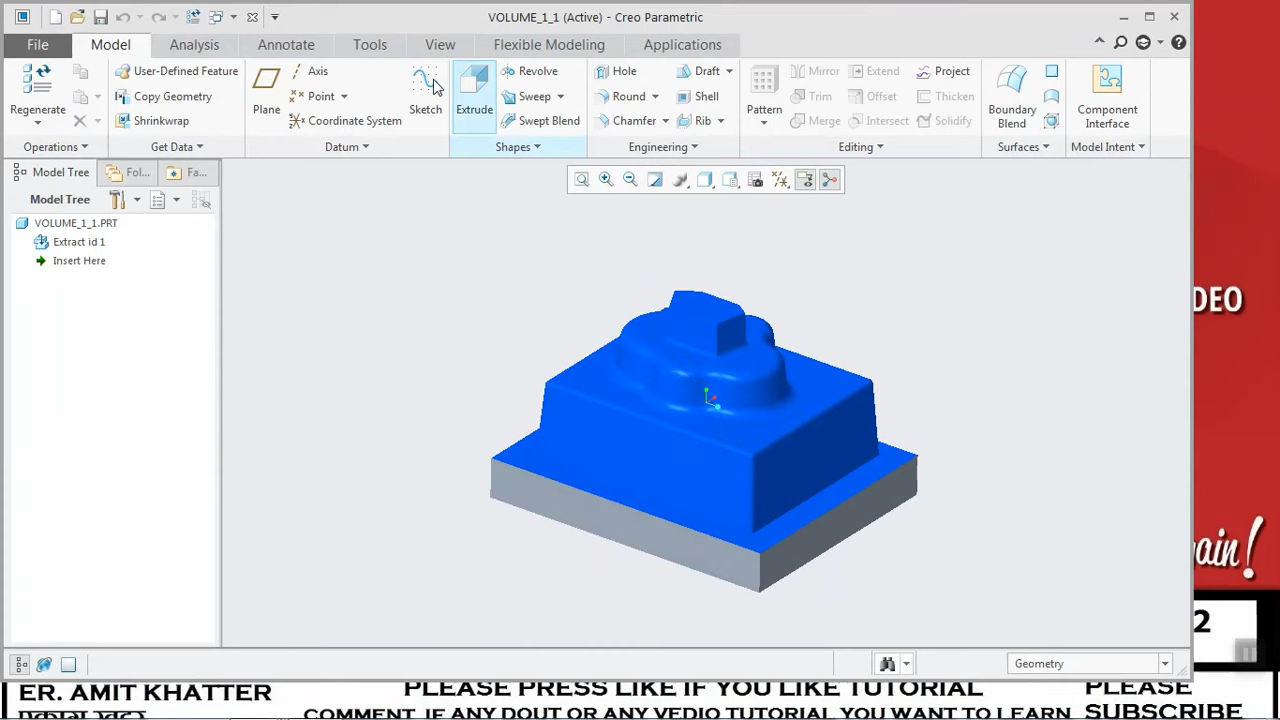 VOLUME_1_1 (Active) - Creo Parametric
File Model Analysis Annotate Tools View Flexible Modeling Applications
Regenerate
Operations
User-Defined Feature
Copy Geometry
Shrinkwrap
Get Data
Plane
Axis
Point
Coordinate System
Sketch
Datum
Extrude
Revolve
Sweep
Swept Blend
Shapes
Hole
Round
Chamfer
Draft
Shell
Rib
Engineering
Pattern
Mirror
Trim
Merge
Extend
Offset
Intersect
Project
Thicken
Solidify
Editing
Boundary
Blend
Surfaces
Component
Interface
Model Intent
Model Tree Fol... Fa...
Model Tree
VOLUME_1_1.PRT
Extract id 1
Insert Here
DEO
ain!
2
Geometry
ER. AMIT KHATTER
PLEASE PRESS LIKE IF YOU LIKE TUTORIAL
COMMENT IF ANY DOUT OR ANY VEDIO TUTORIAL YOU WANT TO LEARN
PLEASE
SUBSCRIBE